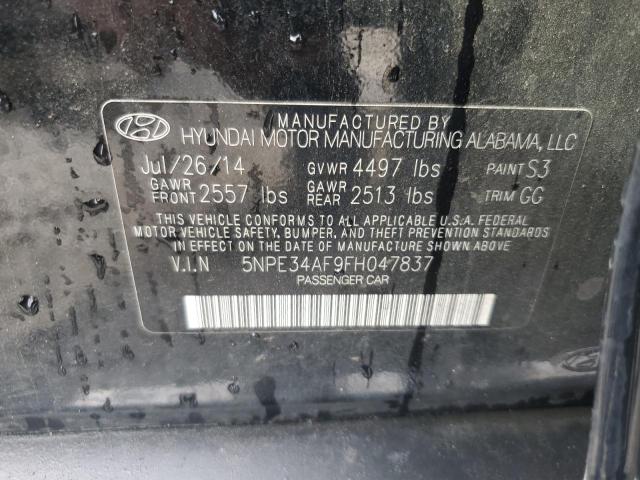 MANUFACTURED BY
HYUNDAI MOTOR MANUFACTURING ALABAMA, LLC
Jul/26/14 GVWR 4497 lbs PAINT S3
GAWR FRONT 2557 lbs GAWR REAR 2513 lbs TRIM GG
THIS VEHICLE CONFORMS TO ALL APPLICABLE U.S.A. FEDERAL
MOTOR VEHICLE SAFETY, BUMPER, AND THEFT PREVENTION STANDARDS
IN EFFECT ON THE DATE OF MANUFACTURE SHOWN ABOVE.
V.I.N 5NPE34AF9FH047837
PASSENGER CAR